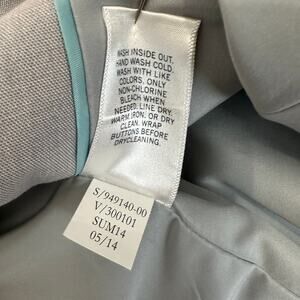 WASH INSIDE OUT.
HAND WASH COLD.
WASH WITH LIKE
COLORS. ONLY
NON-CHLORINE
BLEACH WHEN
NEEDED. LINE DRY.
WARM IRON. OR DRY
CLEAN. WRAP
BUTTONS BEFORE
DRYCLEANING.
S/949140-00
V/300101
SUM14
05/14